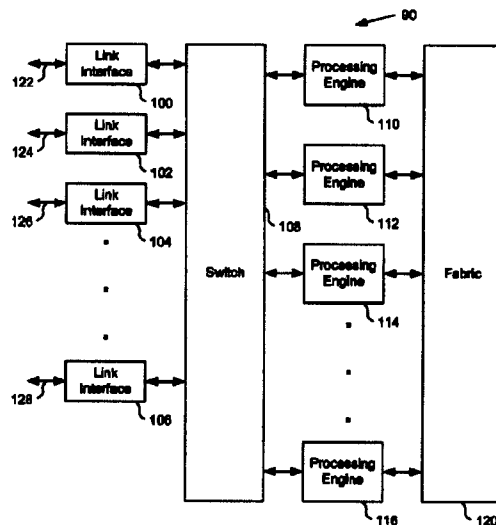 90
Link
Interface
122
100
Link
Interface
124
102
Link
Interface
126
104
Link
Interface
128
106
Switch
108
Processing
Engine
110
Processing
Engine
112
Processing
Engine
114
Processing
Engine
116
Fabric
120